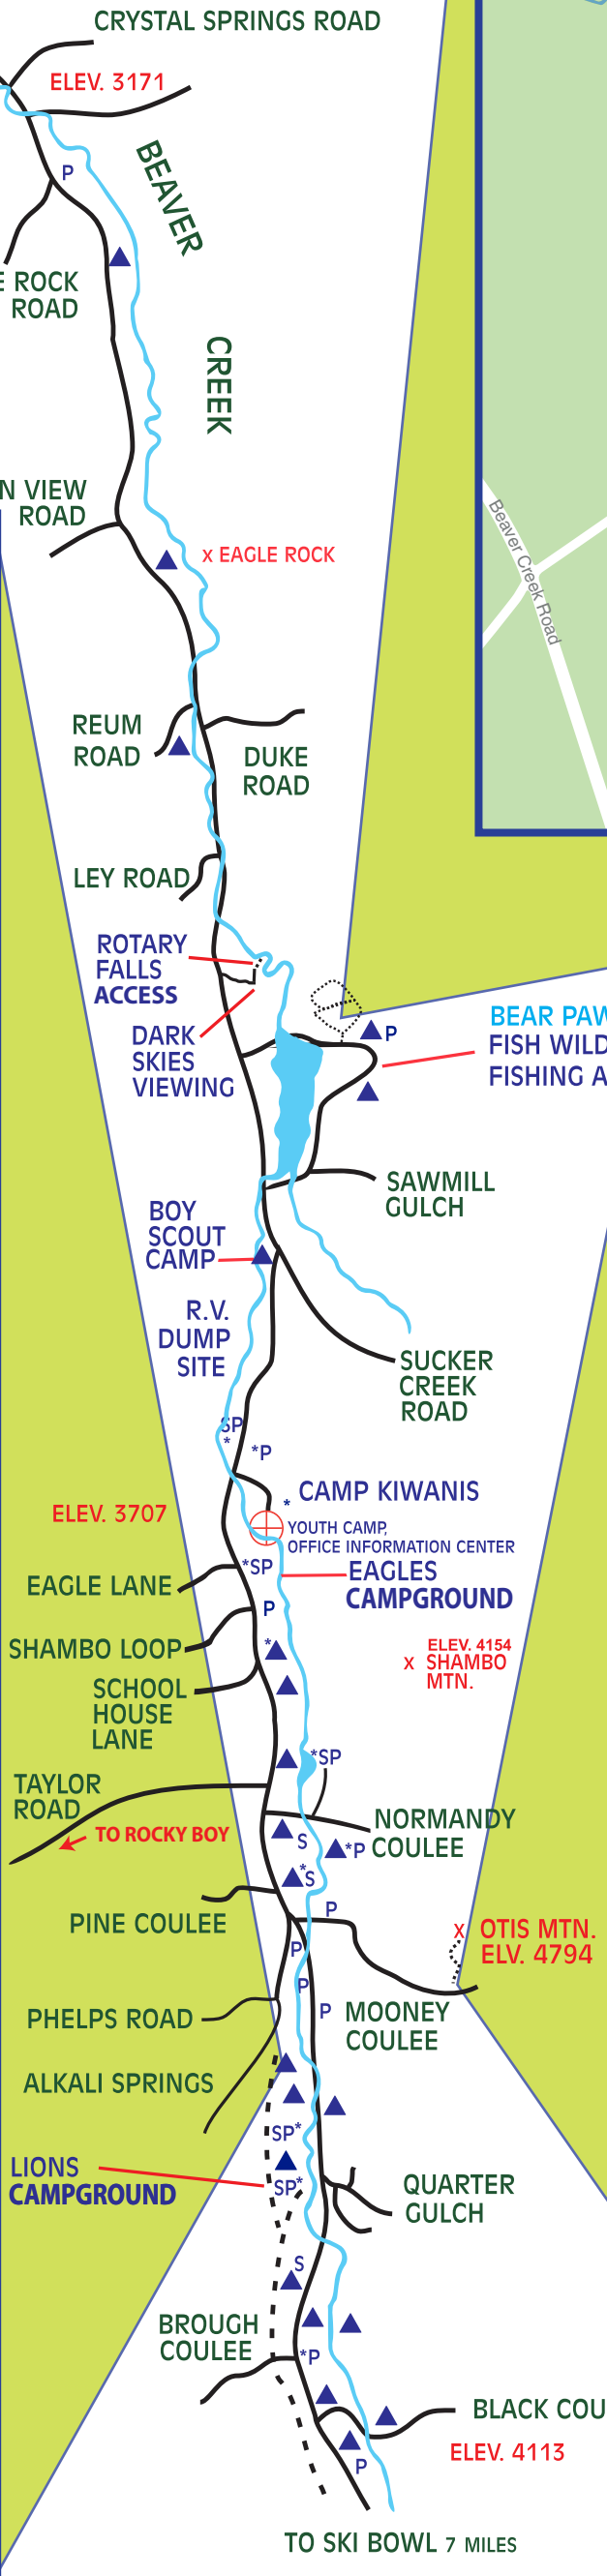 CRYSTAL SPRINGS ROAD
ELEV. 3171
BEAVER
P
ROCK
ROAD
CREEK
N VIEW
ROAD
x EAGLE ROCK
Beaver Creek Road
REUM
ROAD
DUKE
ROAD
LEY ROAD
ROTARY
FALLS
ACCESS
DARK
SKIES
VIEWING
P
BEAR PAW
FISH WILD
FISHING A
SAWMILL
GULCH
BOY
SCOUT
CAMP
R.V.
DUMP
SITE
SUCKER
CREEK
ROAD
SP
*
*P
* CAMP KIWANIS
ELEV. 3707
YOUTH CAMP,
OFFICE INFORMATION CENTER
*SP
EAGLES
CAMPGROUND
EAGLE LANE
P
SHAMBO LOOP
*
ELEV. 4154
x SHAMBO
MTN.
SCHOOL
HOUSE
LANE
*SP
TAYLOR
ROAD
TO ROCKY BOY
NORMANDY
COULEE
S
*P
*S
PINE COULEE
P
X OTIS MTN.
ELV. 4794
P
P
P
MOONEY
COULEE
PHELPS ROAD
ALKALI SPRINGS
SP*
LIONS
CAMPGROUND
SP*
QUARTER
GULCH
S
BROUGH
COULEE
*P
BLACK COU
ELEV. 4113
P
TO SKI BOWL 7 MILES